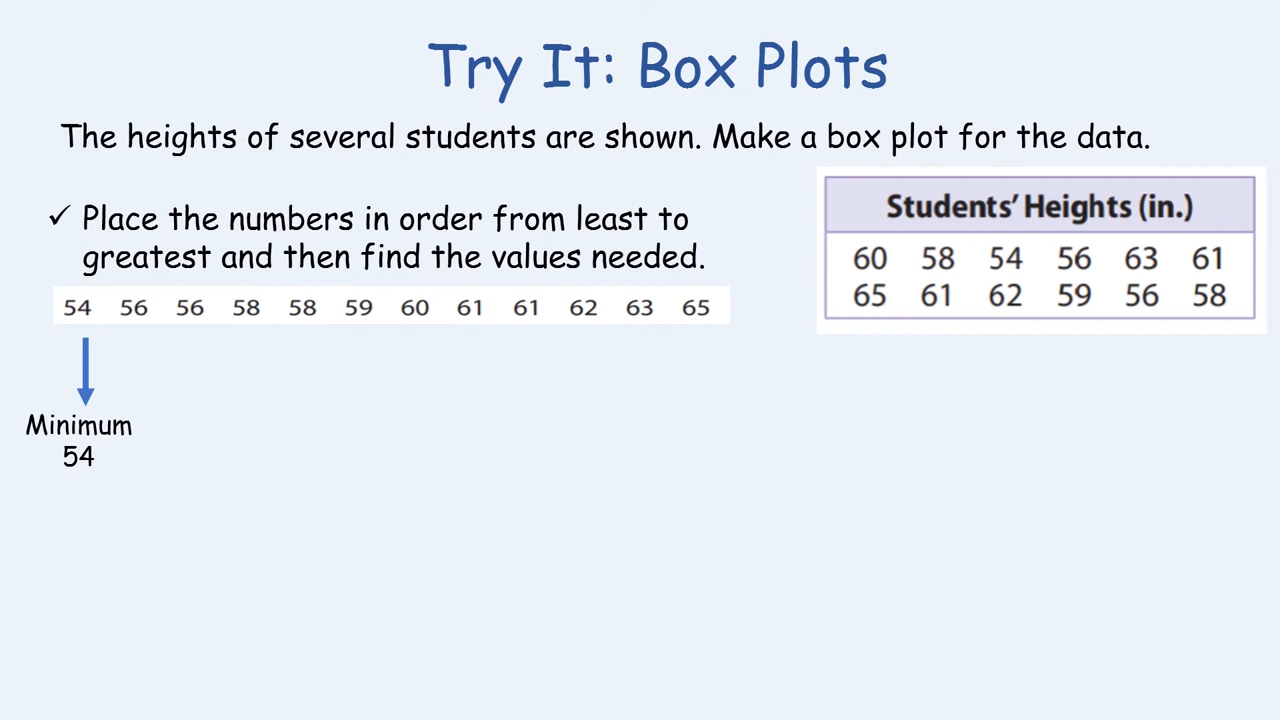 Try It: Box Plots
The heights of several students are shown. Make a box plot for the data.
✓ Place the numbers in order from least to
greatest and then find the values needed.
54 56 56 58 58 59 60 61 61 62 63 65
Minimum
54
Students' Heights (in.)
60 58 54 56 63 61
65 61 62 59 56 58